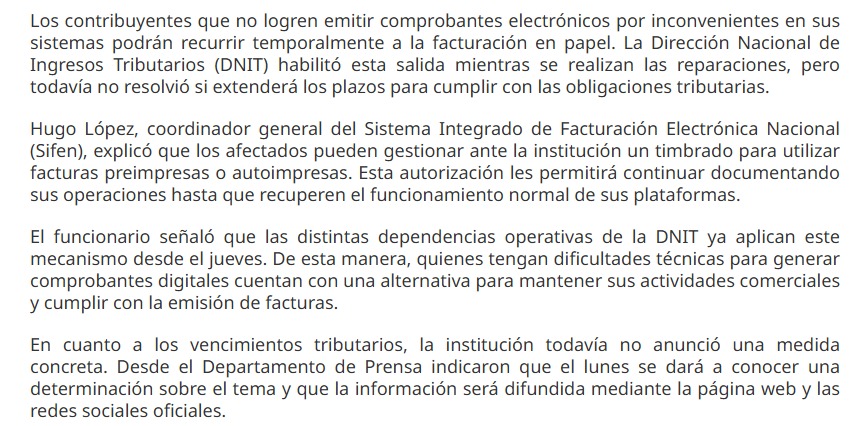 Los contribuyentes que no logren emitir comprobantes electrónicos por inconvenientes en sus
sistemas podrán recurrir temporalmente a la facturación en papel. La Dirección Nacional de
Ingresos Tributarios (DNIT) habilitó esta salida mientras se realizan las reparaciones, pero
todavía no resolvió si extenderá los plazos para cumplir con las obligaciones tributarias.
Hugo López, coordinador general del Sistema Integrado de Facturación Electrónica Nacional
(Sifen), explicó que los afectados pueden gestionar ante la institución un timbrado para utilizar
facturas preimpresas o autoimpresas. Esta autorización les permitirá continuar documentando
sus operaciones hasta que recuperen el funcionamiento normal de sus plataformas.
El funcionario señaló que las distintas dependencias operativas de la DNIT ya aplican este
mecanismo desde el jueves. De esta manera, quienes tengan dificultades técnicas para generar
comprobantes digitales cuentan con una alternativa para mantener sus actividades comerciales
y cumplir con la emisión de facturas.
En cuanto a los vencimientos tributarios, la institución todavía no anunció una medida
concreta. Desde el Departamento de Prensa indicaron que el lunes se dará a conocer una
determinación sobre el tema y que la información será difundida mediante la página web y las
redes sociales oficiales.